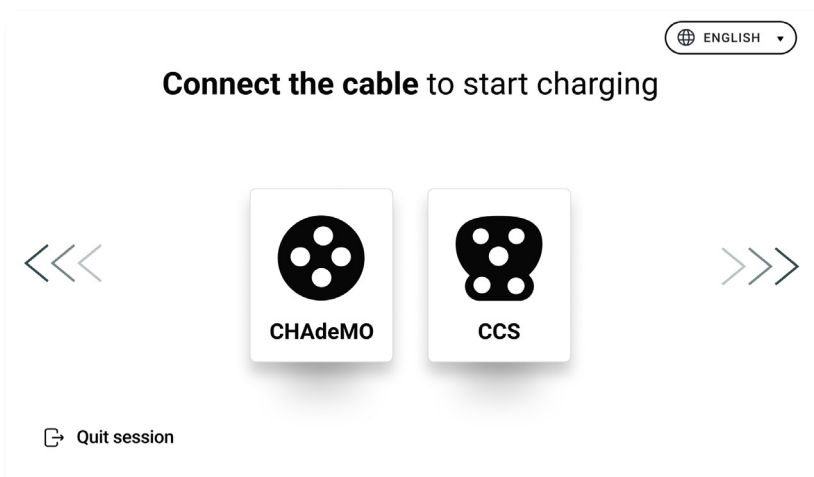 ENGLISH
Connect the cable to start charging
CHAdeMO
CCS
Quit session